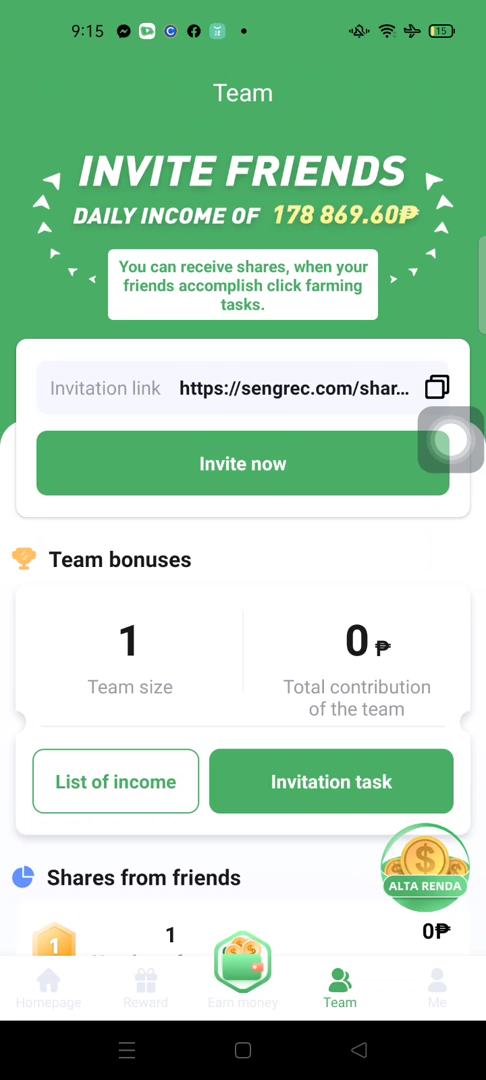 9:15
15
Team
INVITE FRIENDS
DAILY INCOME OF 178 869.60₱
You can receive shares, when your
friends accomplish click farming
tasks.
Invitation link https://sengrec.com/shar...
Invite now
Team bonuses
1
0 ₱
Team size
Total contribution
of the team
List of income
Invitation task
ALTA RENDA
Shares from friends
1
1
0₱
Homepage
Reward
Earn money
Team
Me